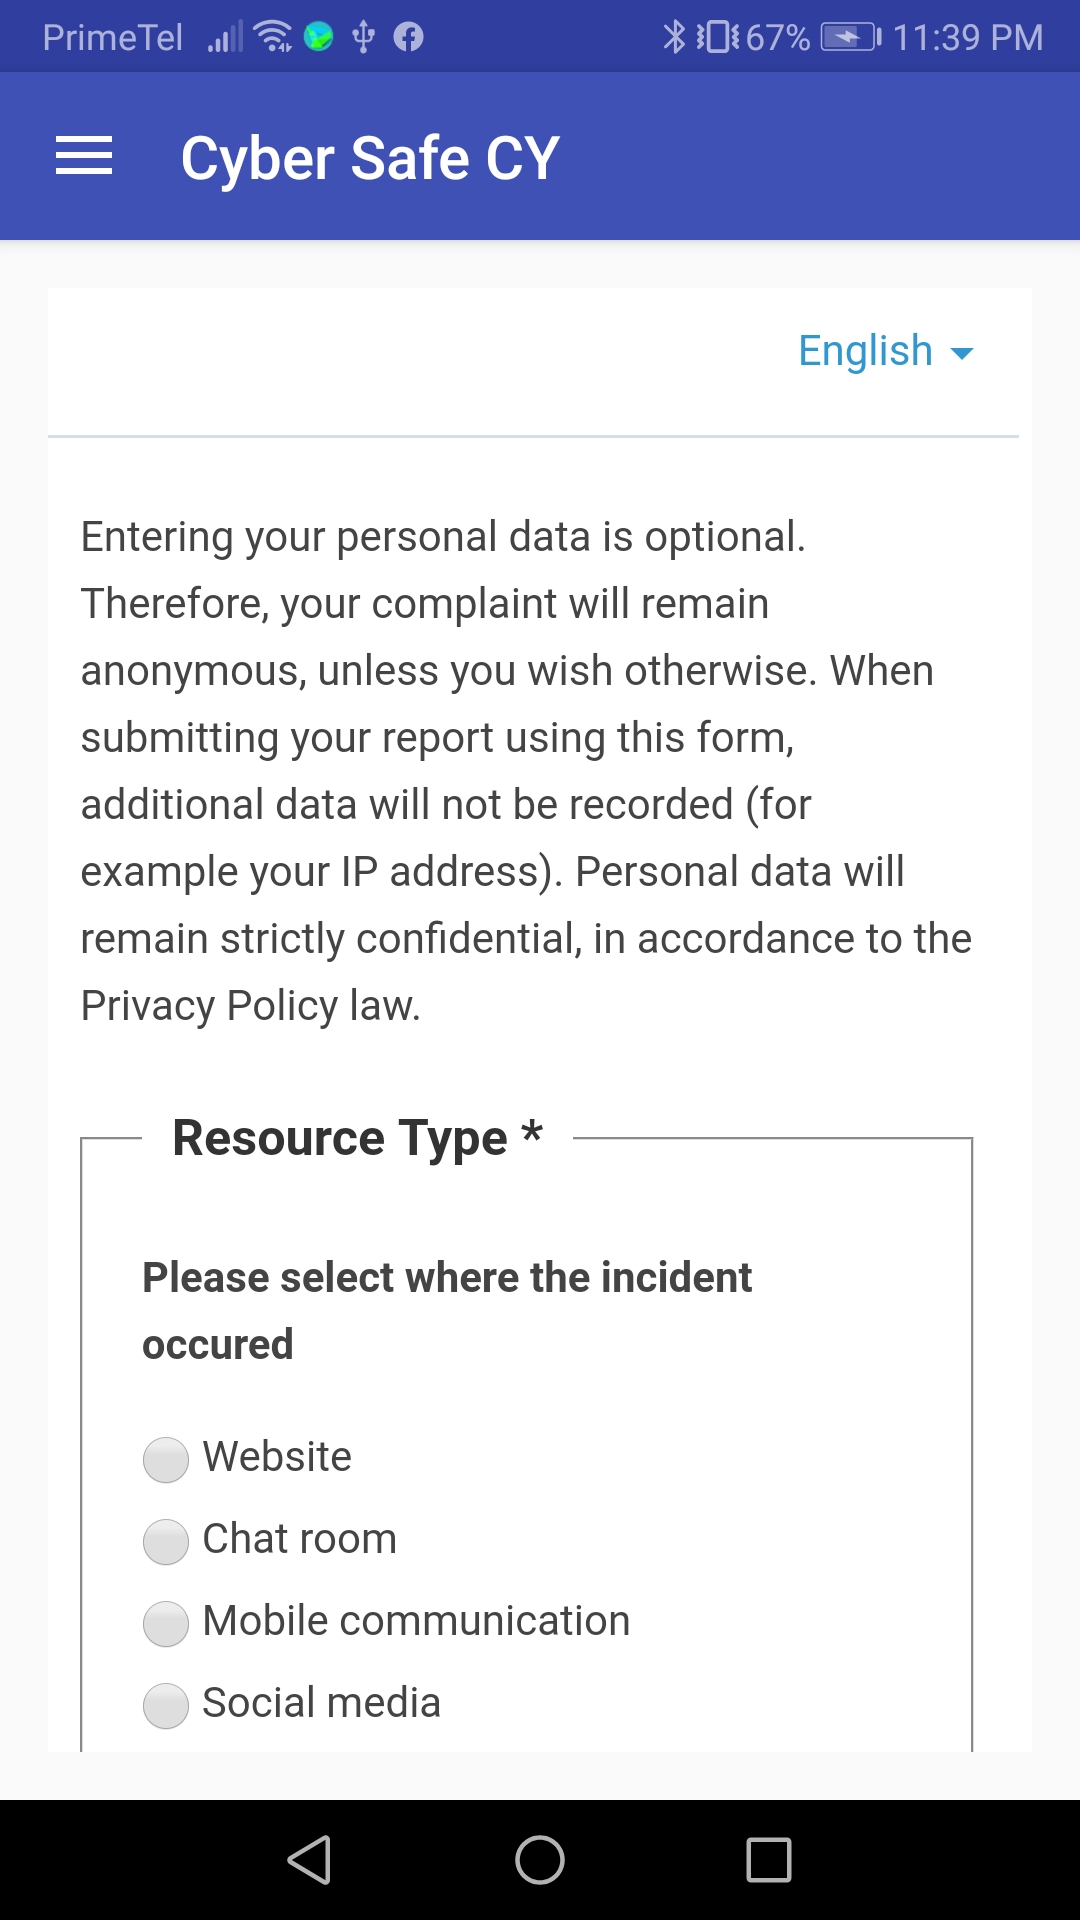 PrimeTel 67% 11:39 PM
Cyber Safe CY
English
Entering your personal data is optional.
Therefore, your complaint will remain
anonymous, unless you wish otherwise. When
submitting your report using this form,
additional data will not be recorded (for
example your IP address). Personal data will
remain strictly confidential, in accordance to the
Privacy Policy law.
Resource Type *
Please select where the incident
occured
Website
Chat room
Mobile communication
Social media